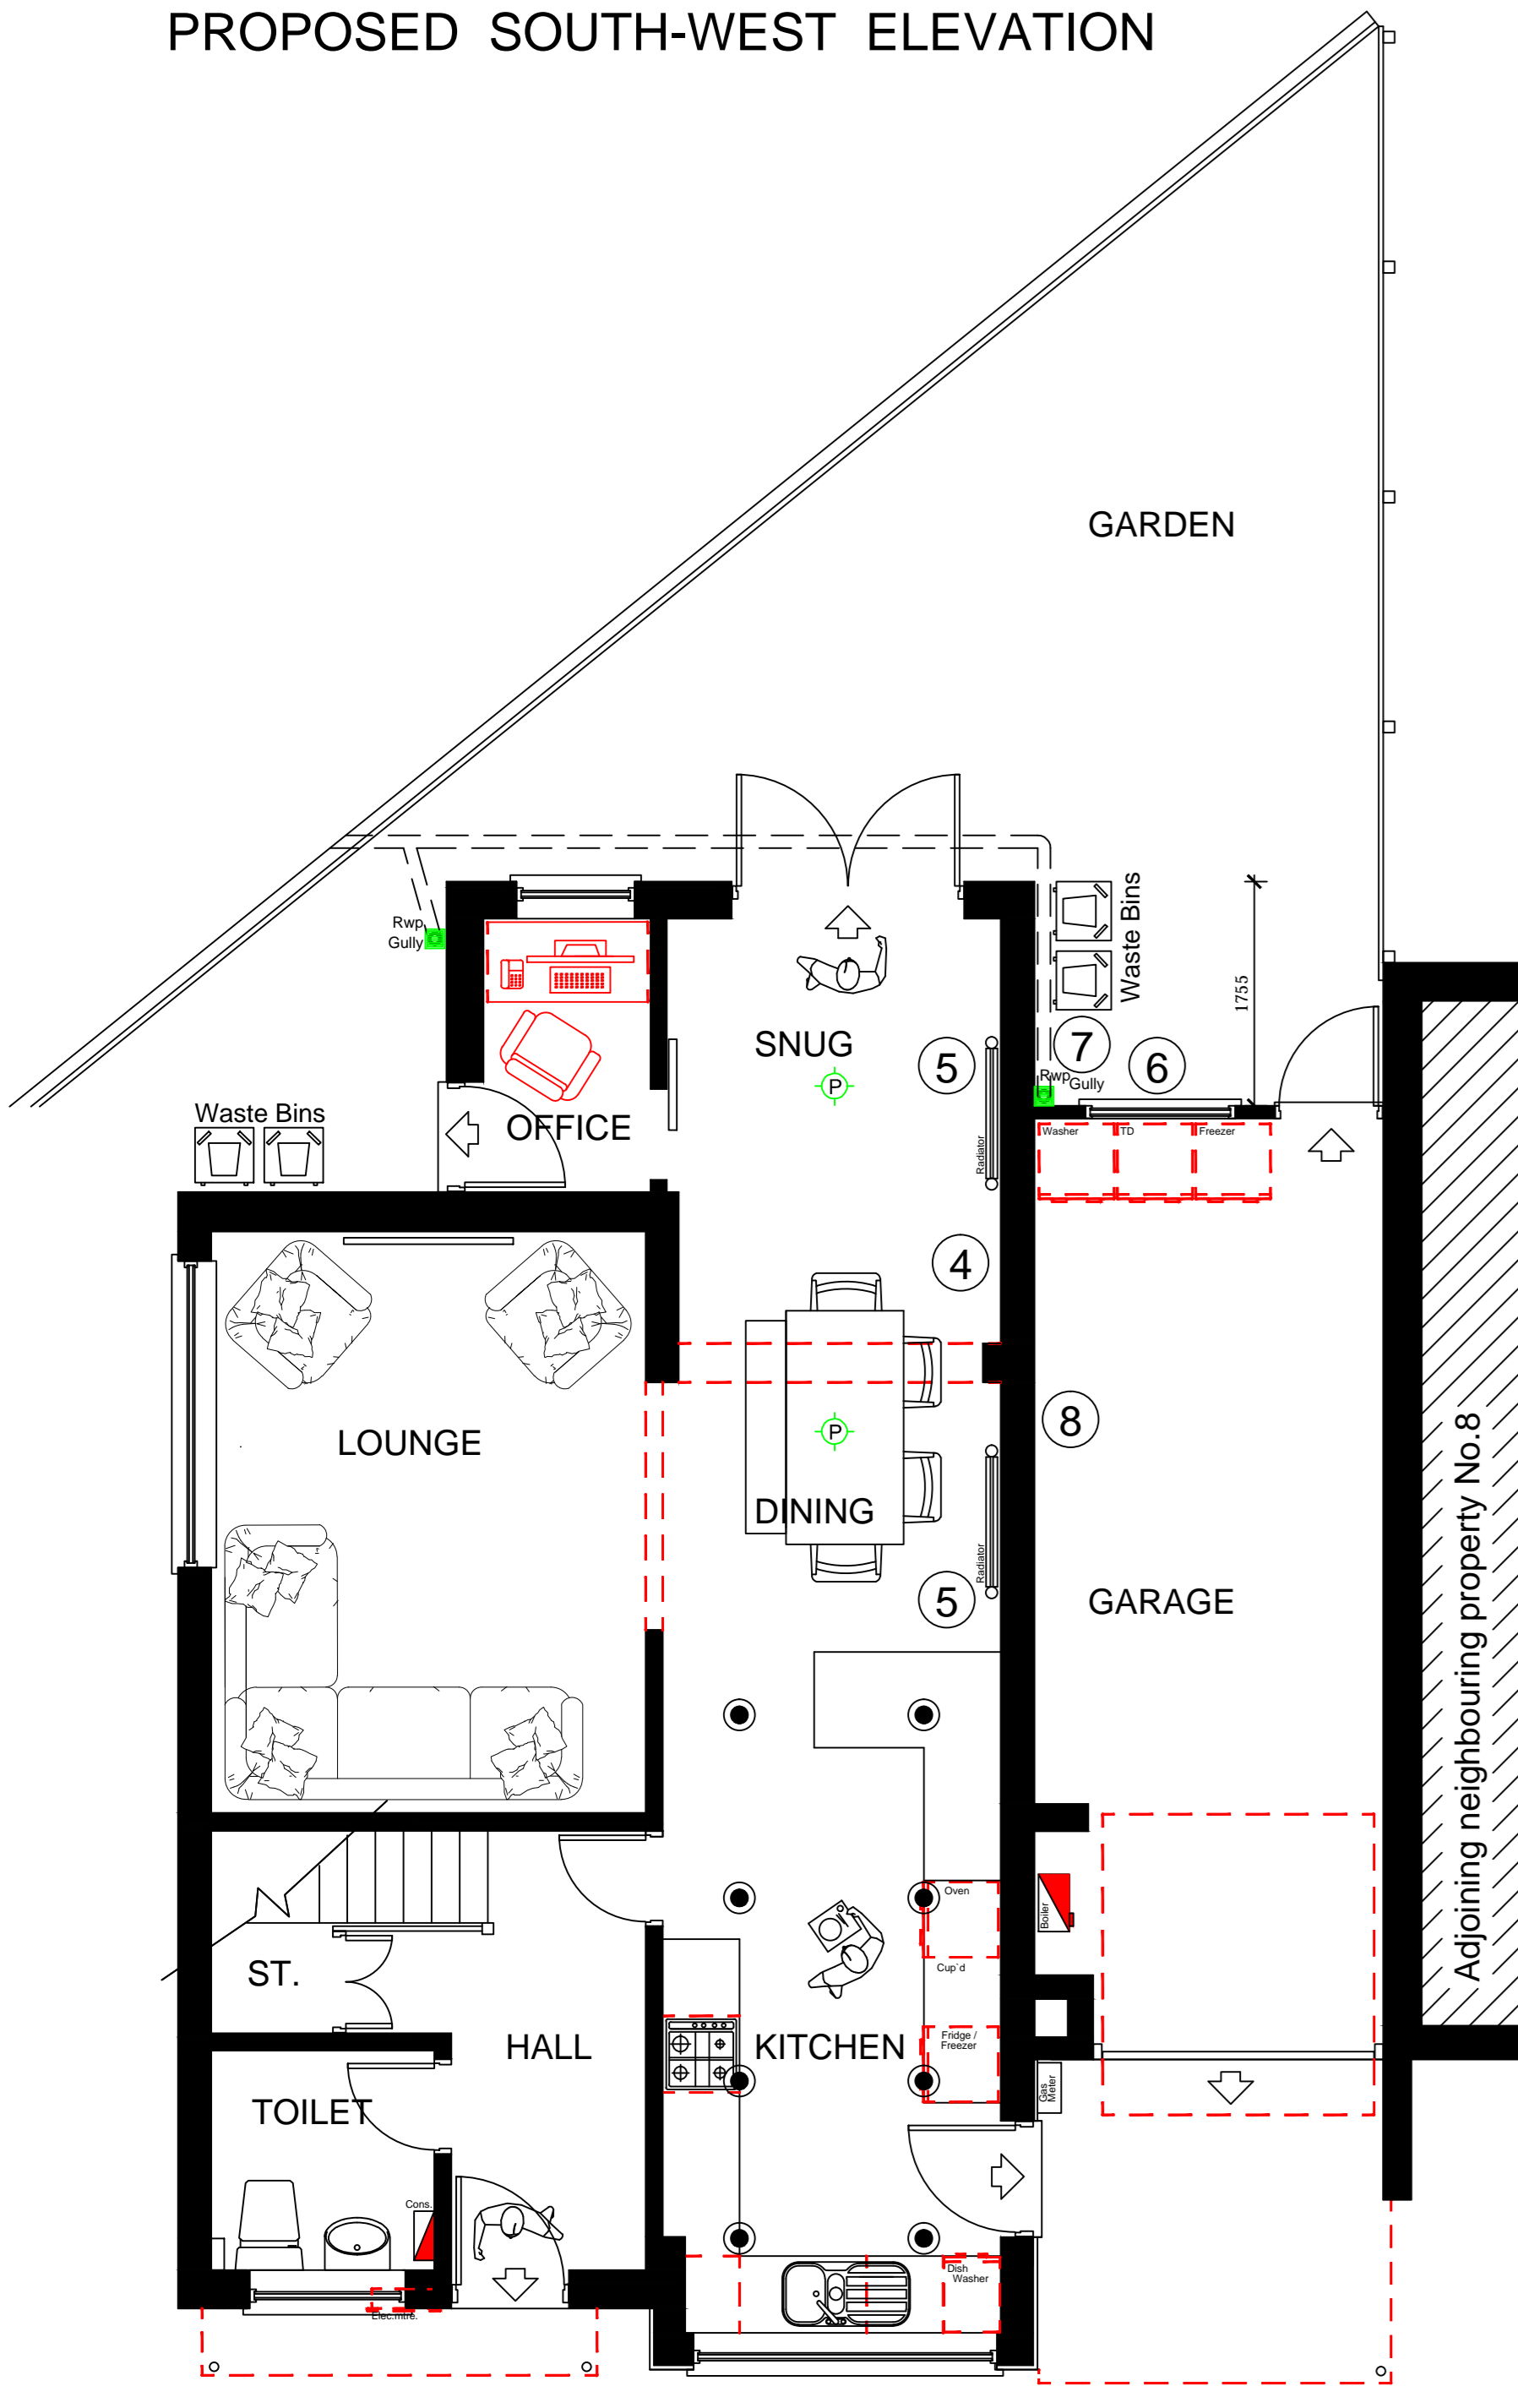 PROPOSED SOUTH-WEST ELEVATION
GARDEN
Rwp
Gully
Waste Bins
1755
SNUG
5
7
6
Rwp
Gully
P
Waste Bins
OFFICE
Radiator
Washer
TD
Freezer
4
LOUNGE
P
8
DINING
Radiator
5
GARAGE
Adjoining neighbouring property No.8
Oven
Boiler
Cup`d
ST.
HALL
KITCHEN
Fridge /
Freezer
Gas
Meter
TOILET
Cons.
Dish
Washer
Elec.mtre.